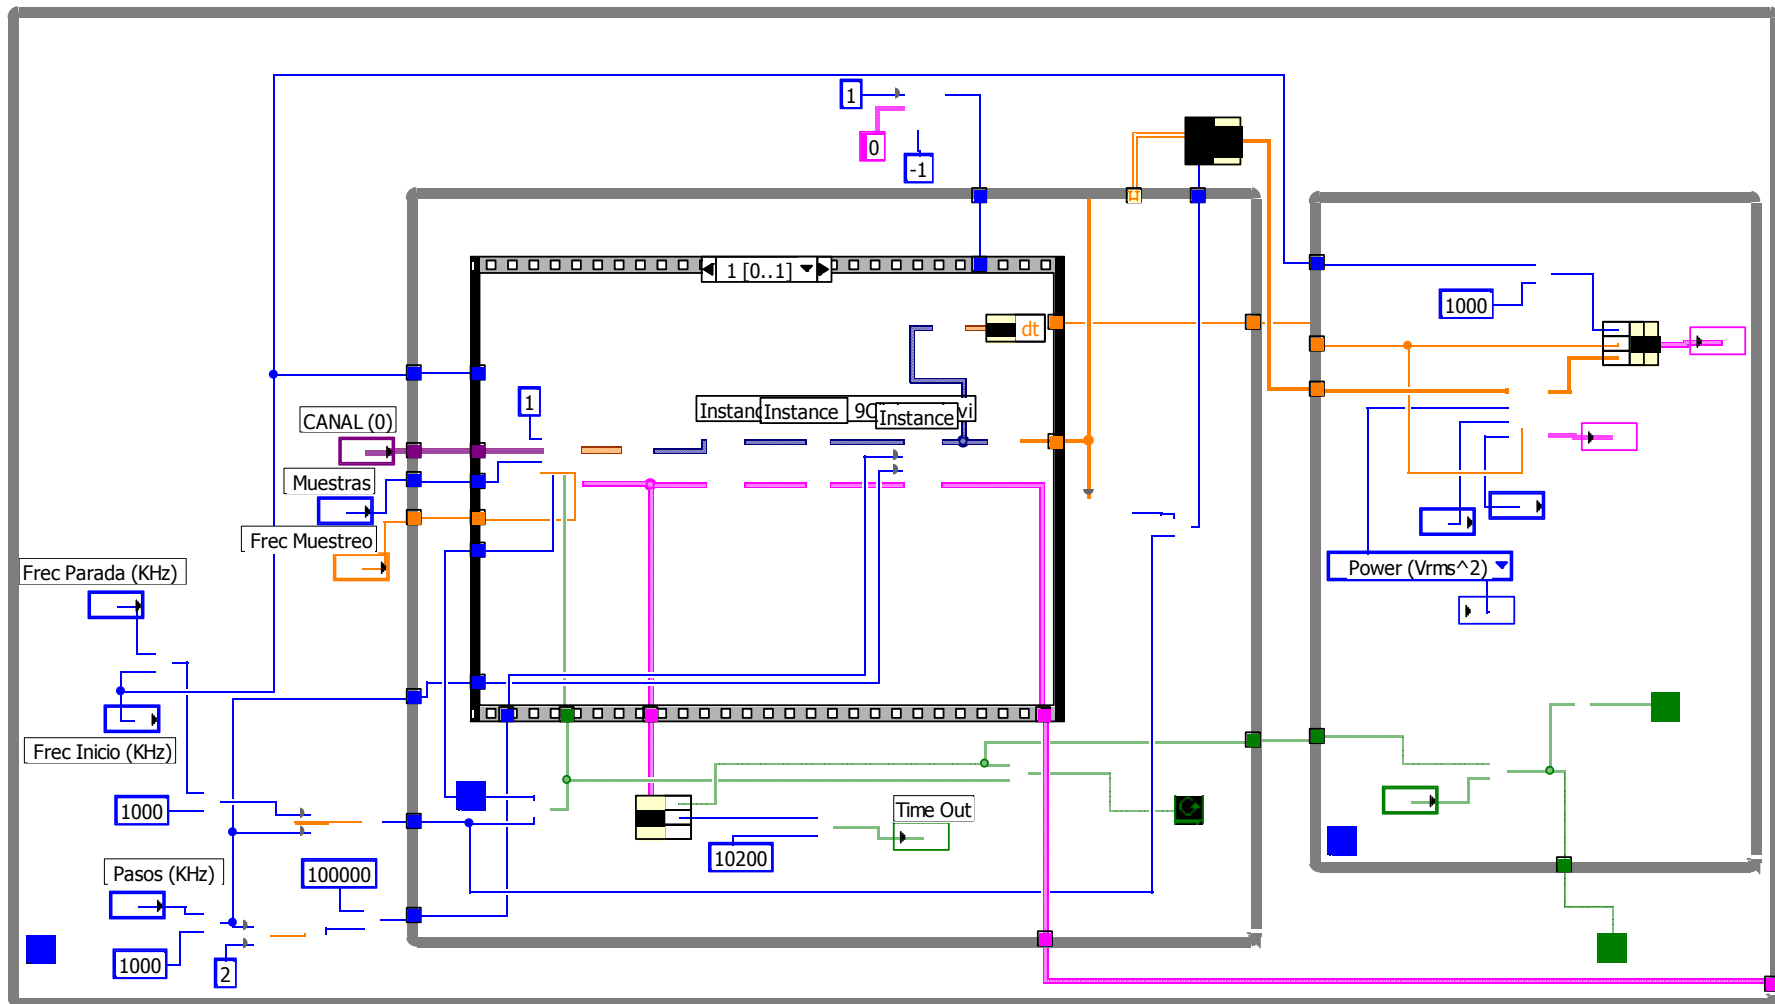 1
0
-1
1 [0..1]
1000
dt
1
Instance
Instance
CANAL (0)
Muestras
Frec Muestreo
Frec Parada (KHz)
Power (Vrms^2)
Frec Inicio (KHz)
1000
Time Out
10200
100000
Pasos (KHz)
1000
2